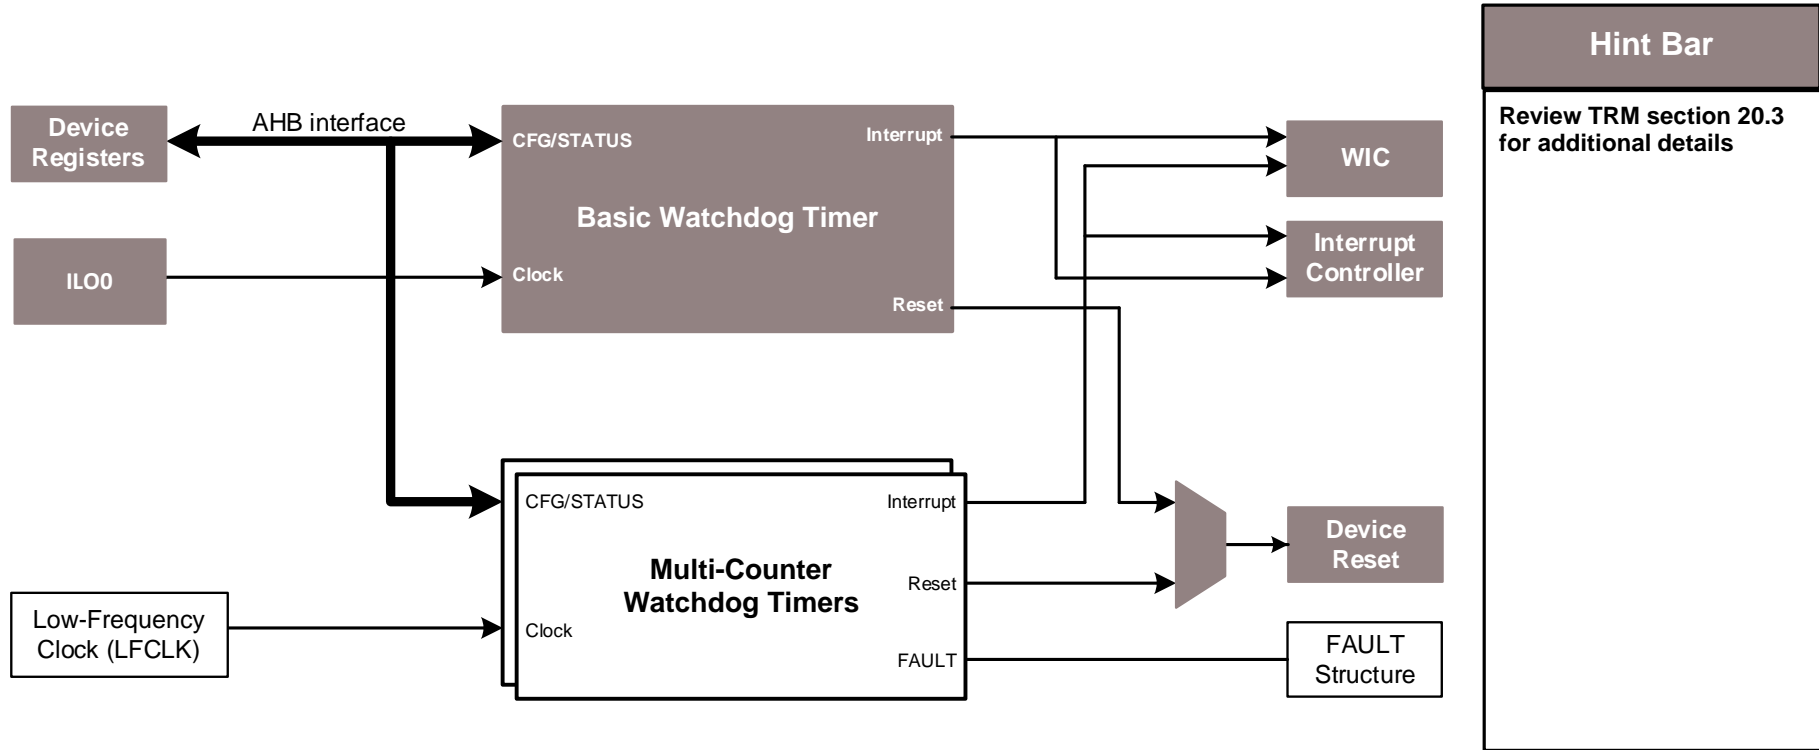 Hint Bar
Review TRM section 20.3
for additional details
Device
Registers
AHB interface
CFG/STATUS
Interrupt
Basic Watchdog Timer
Clock
Reset
ILO0
WIC
Interrupt
Controller
CFG/STATUS
Interrupt
Multi-Counter
Watchdog Timers
Reset
Clock
FAULT
Low-Frequency
Clock (LFCLK)
Device
Reset
FAULT
Structure